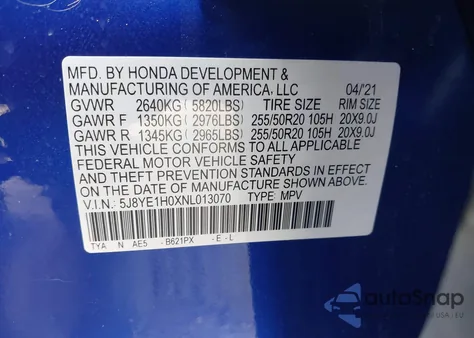 MFD. BY HONDA DEVELOPMENT &
MANUFACTURING OF AMERICA, LLC 04/21
GVWR 2640KG ( 5820LBS) TIRE SIZE RIM SIZE
GAWR F 1350KG ( 2976LBS) 255/50R20 105H 20X9.0J
GAWR R 1345KG ( 2965LBS) 255/50R20 105H 20X9.0J
THIS VEHICLE CONFORMS TO ALL APPLICABLE
FEDERAL MOTOR VEHICLE SAFETY
AND THEFT PREVENTION STANDARDS IN
EFFECT ON THE DATE OF MANUFACTURE
SHOWN ABOVE.
V.I.N.: 5J8YE1H0XNL013070 TYPE: MPV
TYA N AE5 - B621PX - E - L
autoSnap